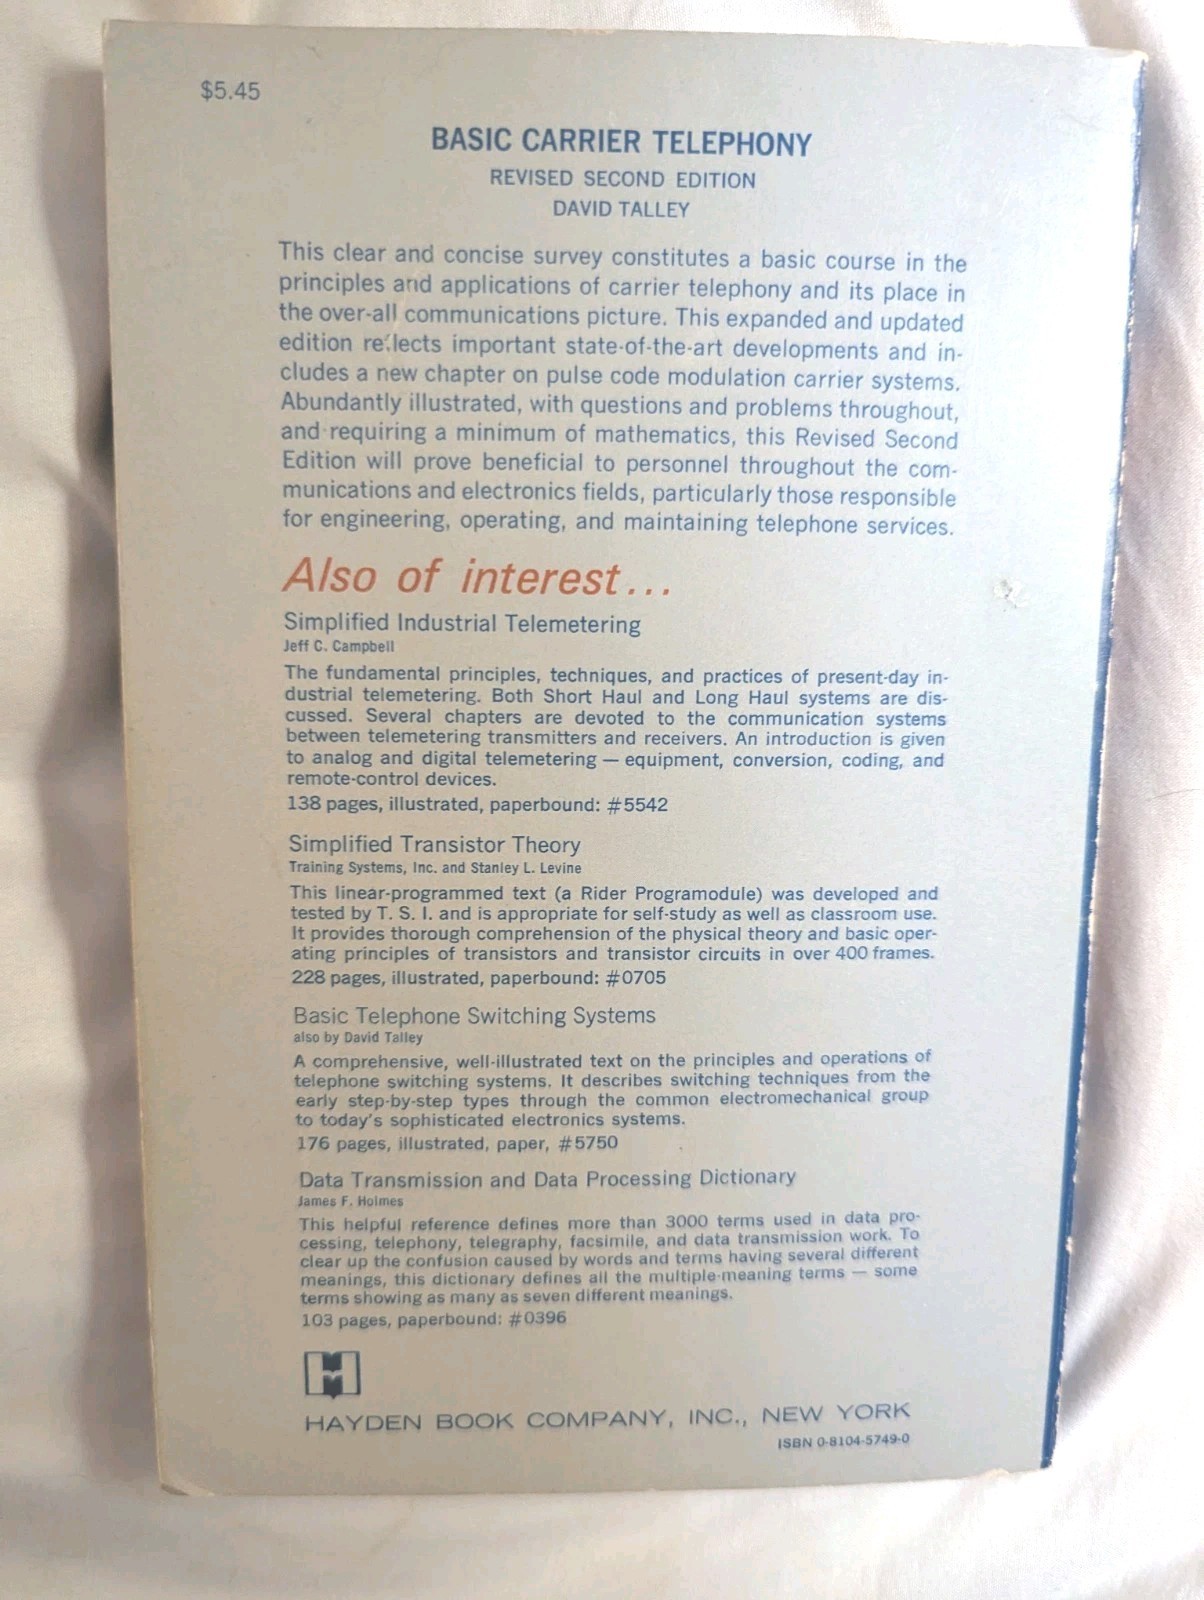 $5.45
BASIC CARRIER TELEPHONY
REVISED SECOND EDITION
DAVID TALLEY
This clear and concise survey constitutes a basic course in the
principles and applications of carrier telephony and its place in
the over-all communications picture. This expanded and updated
edition reflects important state-of-the-art developments and in-
cludes a new chapter on pulse code modulation carrier systems.
Abundantly illustrated, with questions and problems throughout,
and requiring a minimum of mathematics, this Revised Second
Edition will prove beneficial to personnel throughout the com-
munications and electronics fields, particularly those responsible
for engineering, operating, and maintaining telephone services.
Also of interest...
Simplified Industrial Telemetering
Jeff C. Campbell
The fundamental principles, techniques, and practices of present-day in-
dustrial telemetering. Both Short Haul and Long Haul systems are dis-
cussed. Several chapters are devoted to the communication systems
between telemetering transmitters and receivers. An introduction is given
to analog and digital telemetering — equipment, conversion, coding, and
remote-control devices.
138 pages, illustrated, paperbound: #5542
Simplified Transistor Theory
Training Systems, Inc. and Stanley L. Levine
This linear-programmed text (a Rider Programodule) was developed and
tested by T. S. I. and is appropriate for self-study as well as classroom use.
It provides thorough comprehension of the physical theory and basic oper-
ating principles of transistors and transistor circuits in over 400 frames.
228 pages, illustrated, paperbound: #0705
Basic Telephone Switching Systems
also by David Talley
A comprehensive, well-illustrated text on the principles and operations of
telephone switching systems. It describes switching techniques from the
early step-by-step types through the common electromechanical group
to today's sophisticated electronics systems.
176 pages, illustrated, paper, #5750
Data Transmission and Data Processing Dictionary
James F. Holmes
This helpful reference defines more than 3000 terms used in data pro-
cessing, telephony, telegraphy, facsimile, and data transmission work. To
clear up the confusion caused by words and terms having several different
meanings, this dictionary defines all the multiple-meaning terms — some
terms showing as many as seven different meanings.
103 pages, paperbound: #0396
HAYDEN BOOK COMPANY, INC., NEW YORK
ISBN 0-8104-5749-0